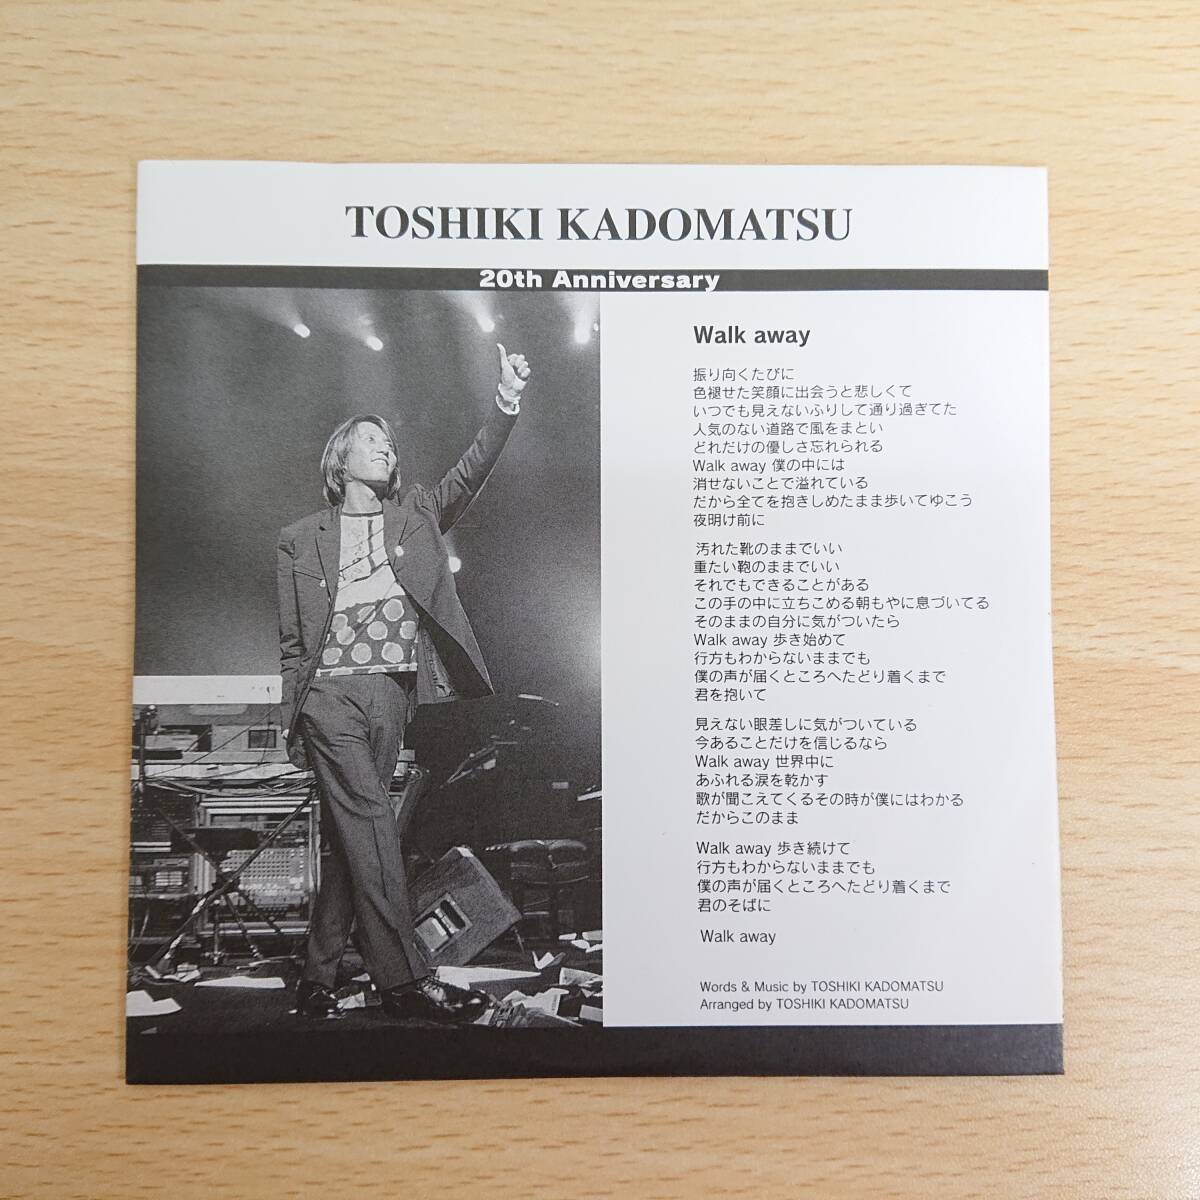 TOSHIKI KADOMATSU
20th Anniversary
Walk away
振り向くたびに
色褪せた笑顔に出会うと悲しくて
いつでも見えないふりして通り過ぎてた
人気のない道路で風をまとい
どれだけの優しさ忘れられる
Walk away 僕の中には
消せないことで溢れている
だから全てを抱きしめたまま歩いてゆこう
夜明け前に
汚れた靴のままでいい
重たい鞄のままでいい
それでもできることがある
この手の中に立ちこめる朝もやに息づいてる
そのままの自分に気がついたら
Walk away 歩き始めて
行方もわからないままでも
僕の声が届くところへたどり着くまで
君を抱いて
見えない眼差しに気がついている
今あることだけを信じるなら
Walk away 世界中に
あふれる涙を乾かす
歌が聞こえてくるその時が僕にはわかる
だからこのまま
Walk away 歩き続けて
行方もわからないままでも
僕の声が届くところへたどり着くまで
君のそばに
Walk away
Words & Music by TOSHIKI KADOMATSU
Arranged by TOSHIKI KADOMATSU